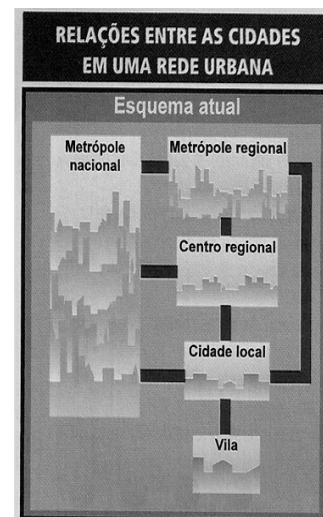 RELAÇÕES ENTRE AS CIDADES
EM UMA REDE URBANA
Esquema atual
Metrópole
nacional
Metrópole regional
Centro regional
Cidade local
Vila